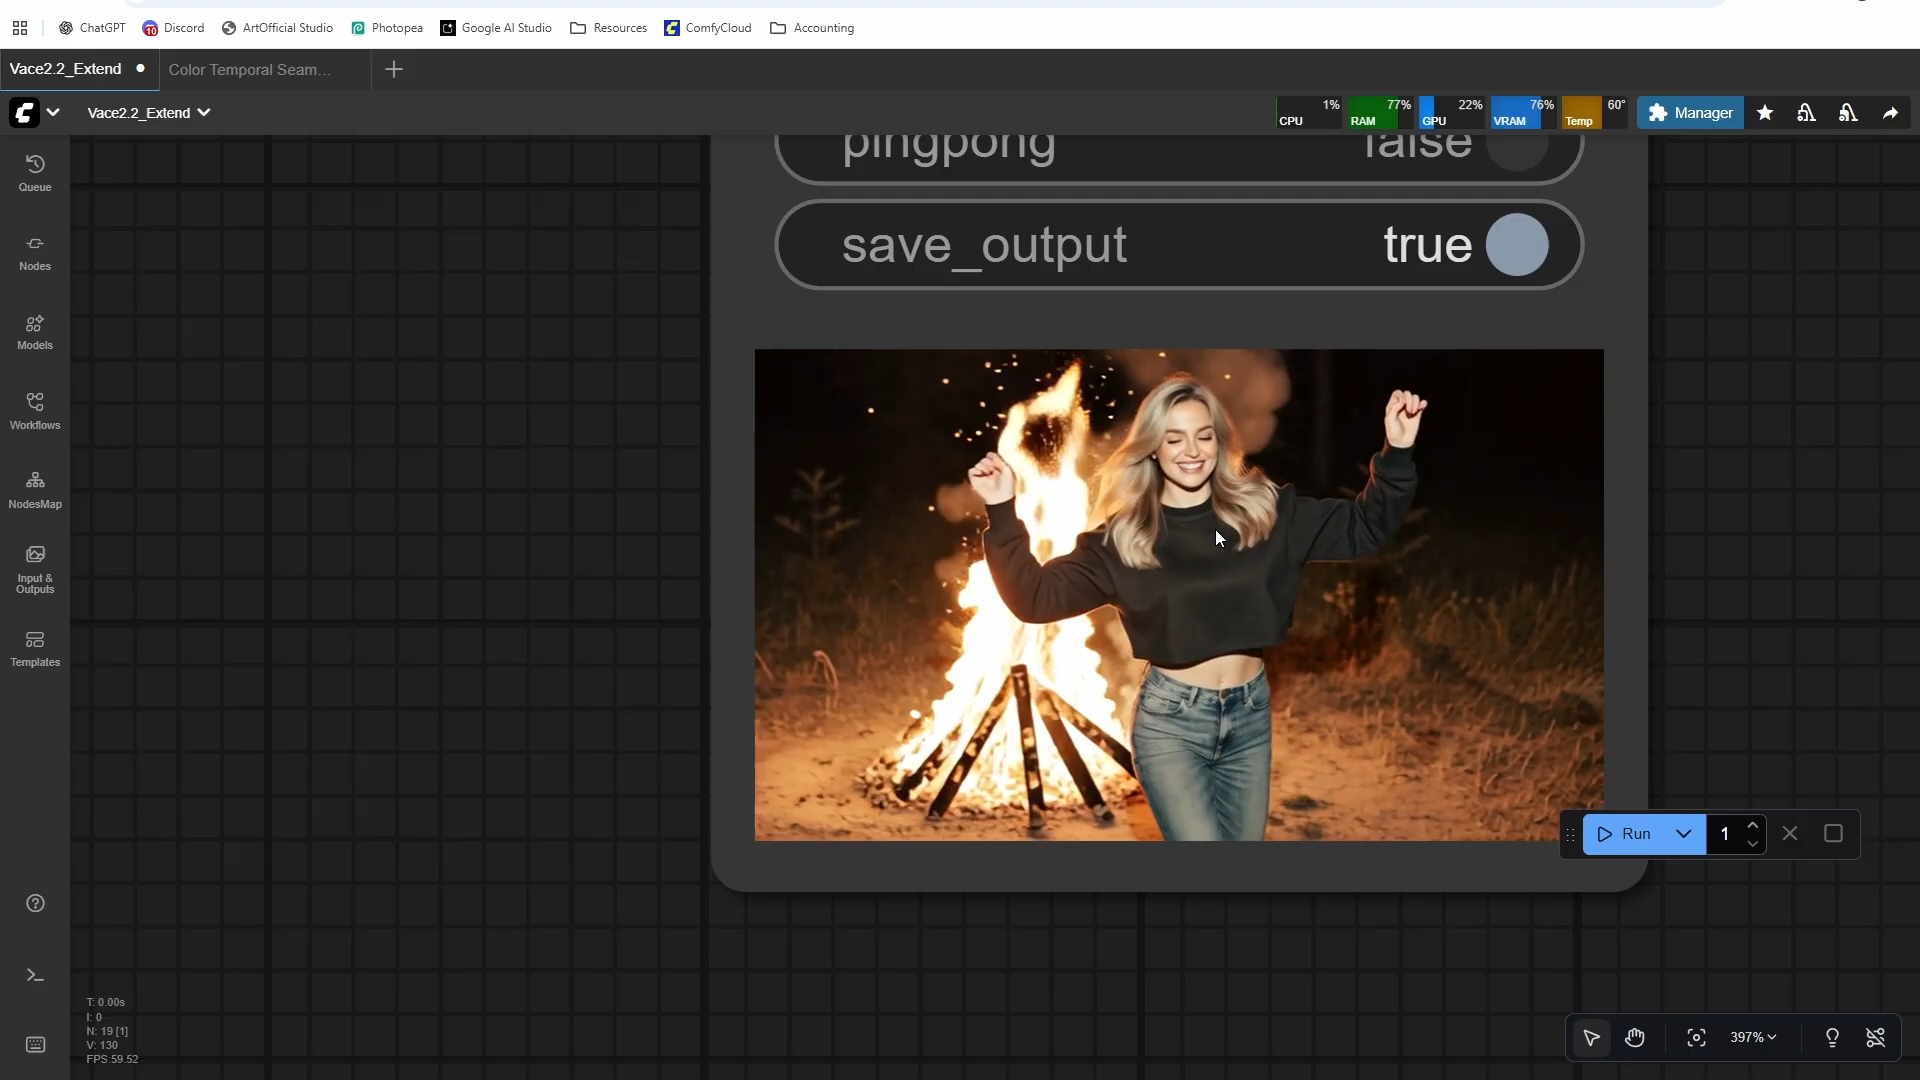 ChatGPT
10
Discord
ArtOfficial Studio
Photopea
Google AI Studio
Resources
ComfyCloud
Accounting
Vace2.2_Extend
Color Temporal Seam...
Vace2.2_Extend
1%
CPU
77%
RAM
22%
GPU
76%
VRAM
60°
Temp
Manager
pingpong
false
save_output
true
Queue
Nodes
Models
Workflows
NodesMap
Input &
Outputs
Templates
Run
1
T: 0.00s
I: 0
N: 19 [1]
V: 130
FPS:59.52
397%